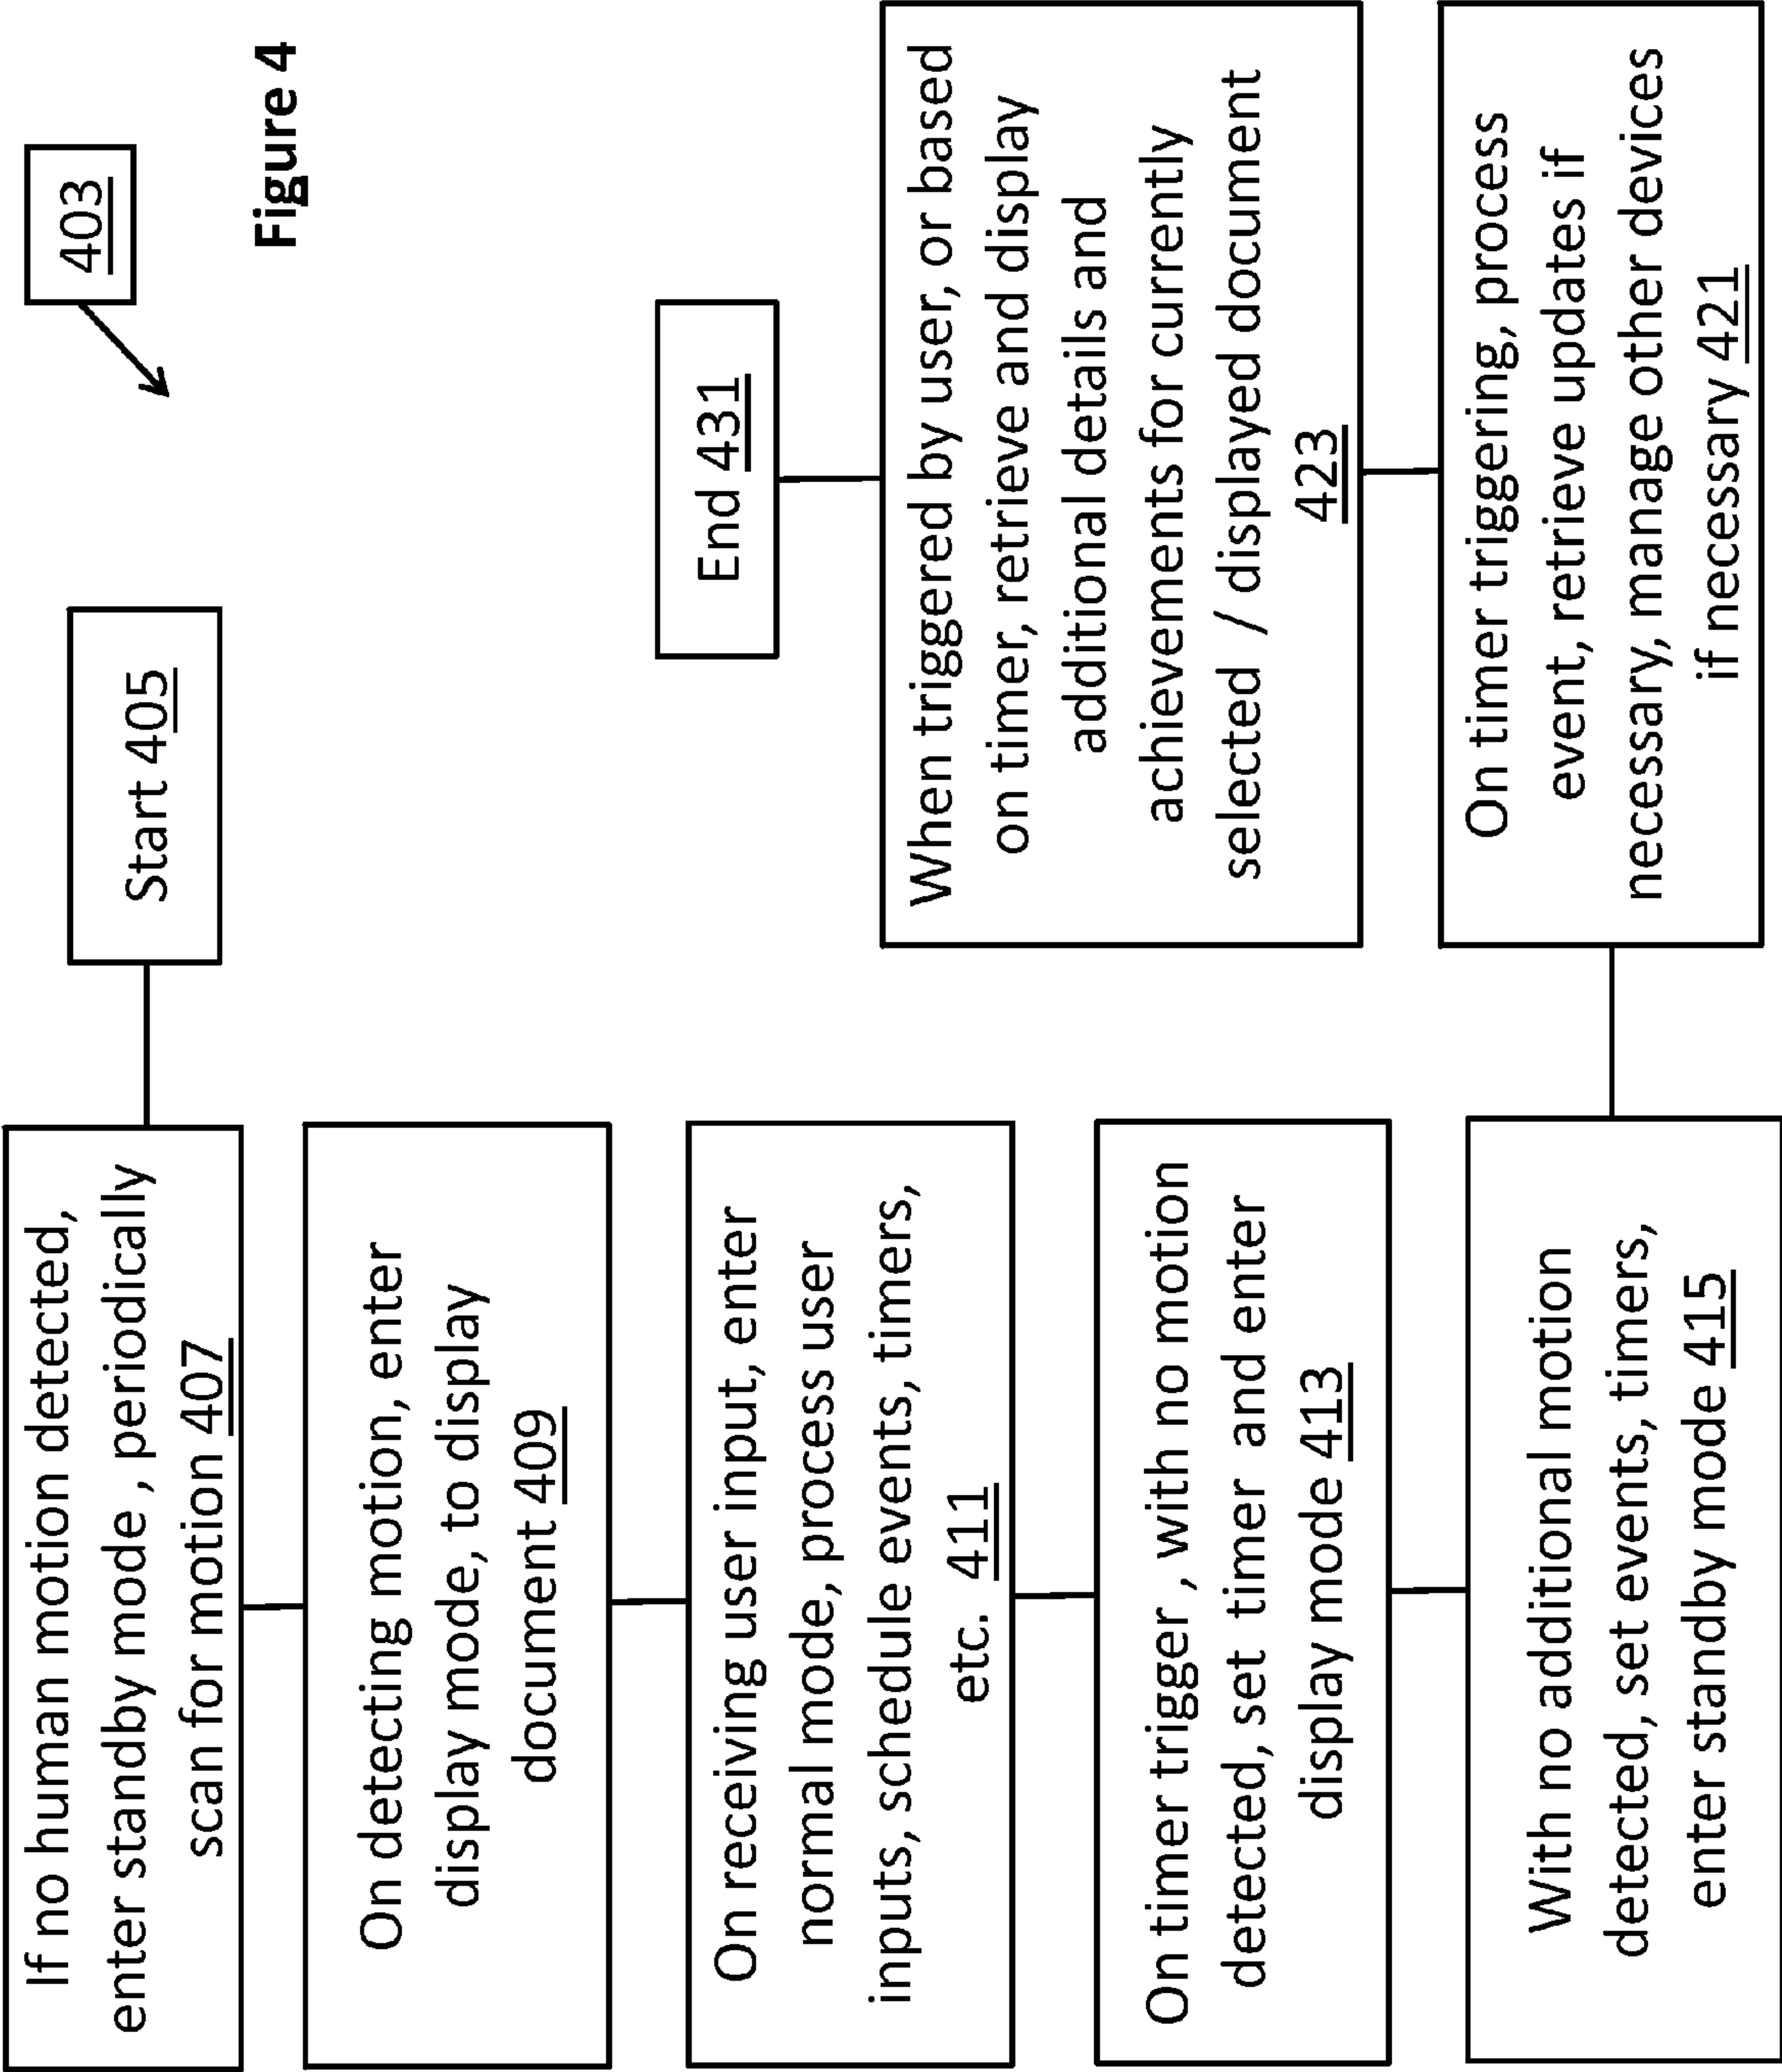 403
Figure 4
Start 405
If no human motion detected,
enter standby mode , periodically
scan for motion 407
On detecting motion, enter
display mode, to display
document 409
On receiving user input, enter
normal mode, process user
inputs, schedule events, timers,
etc. 411
On timer trigger , with no motion
detected, set timer and enter
display mode 413
With no additional motion
detected, set events, timers,
enter standby mode 415
On timer triggering, process
event, retrieve updates if
necessary, manage other devices
if necessary 421
When triggered by user, or based
on timer, retrieve and display
additional details and
achievements for currently
selected / displayed document
423
End 431